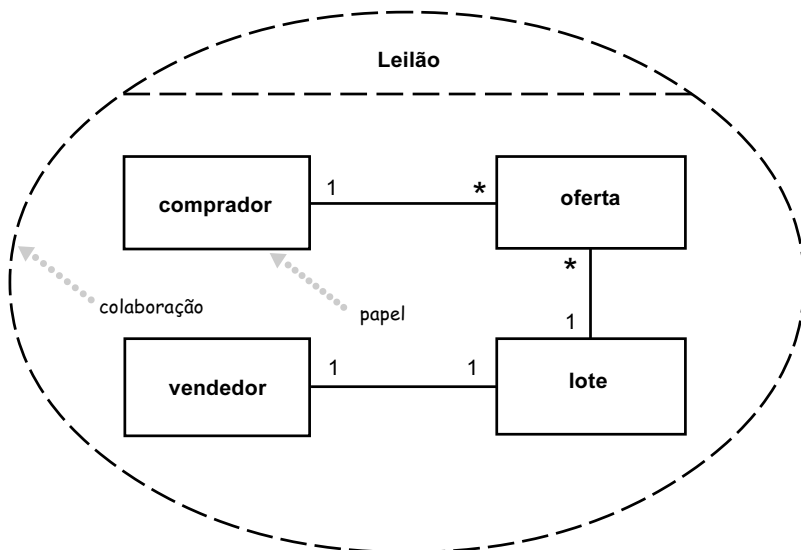 Leilão
comprador
1
*
oferta
*
colaboração
papel
1
vendedor
1
1
lote